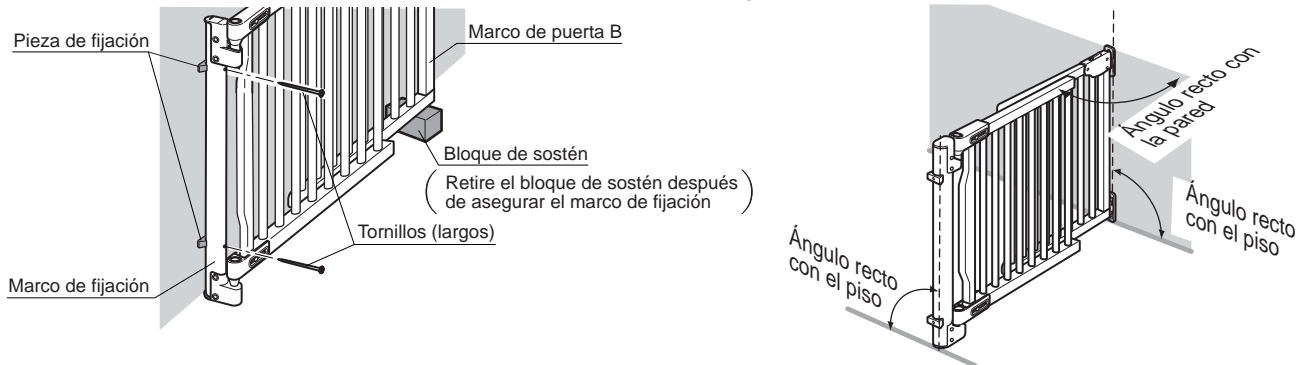 Pieza de fijación
Marco de puerta B
Bloque de sostén
( Retire el bloque de sostén después
de asegurar el marco de fijación )
Tornillos (largos)
Marco de fijación
Ángulo recto con
la pared
Ángulo recto
con el piso
Ángulo recto
con el piso